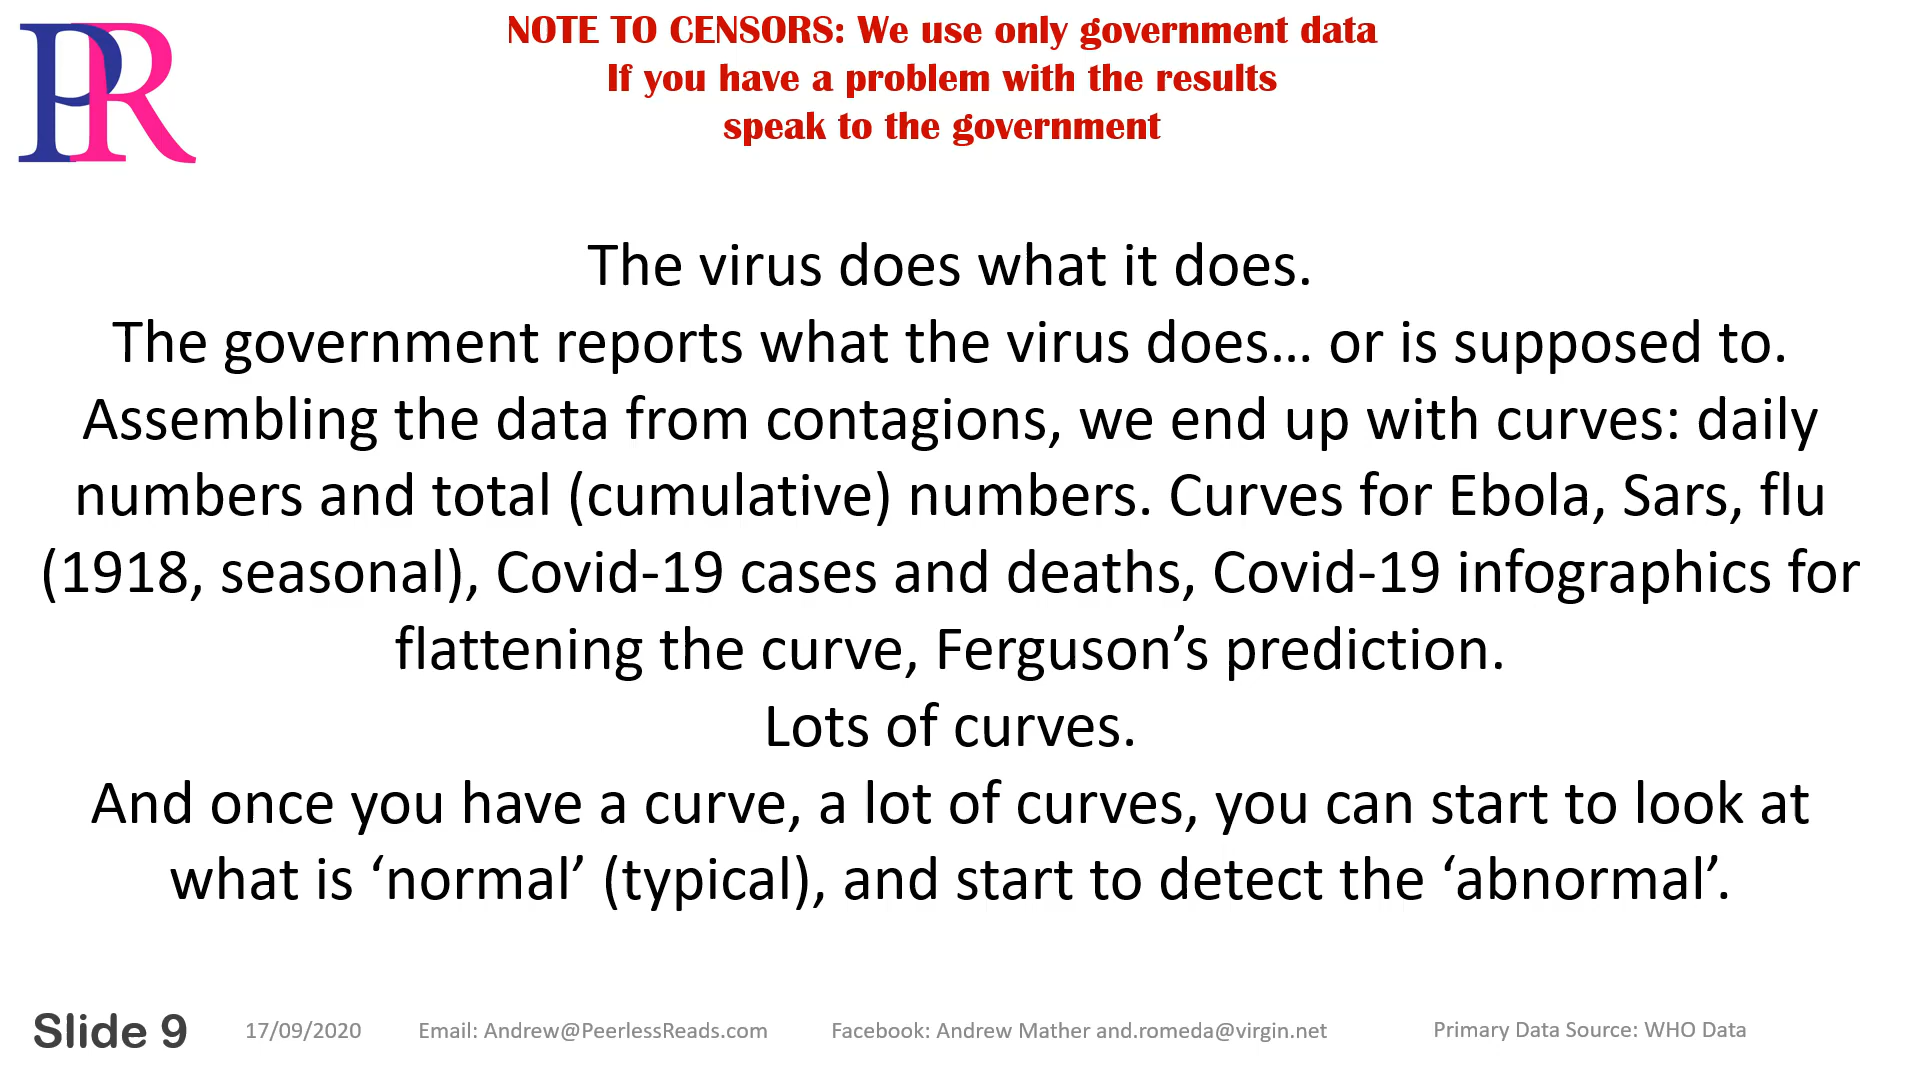 PR
NOTE TO CENSORS: We use only government data
If you have a problem with the results
speak to the government
The virus does what it does.
The government reports what the virus does… or is supposed to.
Assembling the data from contagions, we end up with curves: daily
numbers and total (cumulative) numbers. Curves for Ebola, Sars, flu
(1918, seasonal), Covid-19 cases and deaths, Covid-19 infographics for
flattening the curve, Ferguson’s prediction.
Lots of curves.
And once you have a curve, a lot of curves, you can start to look at
what is ‘normal’ (typical), and start to detect the ‘abnormal’.
Slide 9 17/09/2020 Email: Andrew@PeerlessReads.com Facebook: Andrew Mather and.romeda@virgin.net Primary Data Source: WHO Data